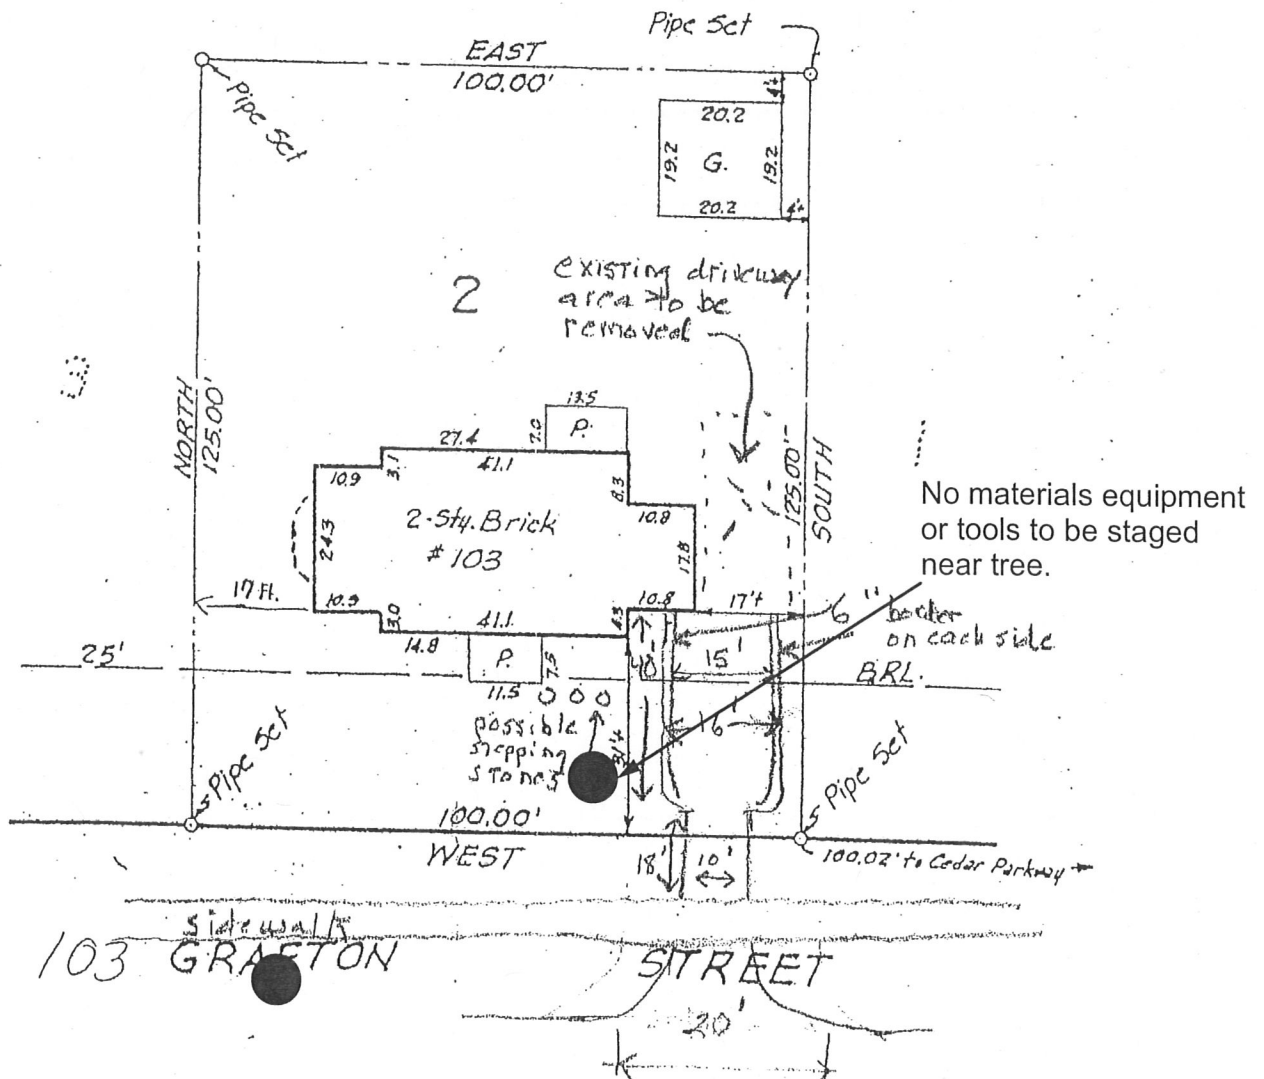 Pipe Set
EAST
100.00'
Pipe Set
4'±
20.2
19.2
G.
19.2
20.2
4'±
2
existing driveway
area to be
removed
NORTH
125.00'
SOUTH
125.00'
13.5
7.0
P.
27.4
41.1
3.1
10.9
8.3
10.8
2-Sty. Brick
# 103
24.3
17.8
No materials equipment
or tools to be staged
near tree.
17 Ft.
10.9
3.0
41.1
14.8
4.3
10.8
17'±
6" border
on each side
25'
P.
7.5
11.5
15'
BRL.
16'
possible
stepping
stones
31'±
Pipe Set
Pipe Set
100.00'
WEST
18'
10'
100.02' to Cedar Parkway
sidewalk
103 GRAFTON STREET
20'